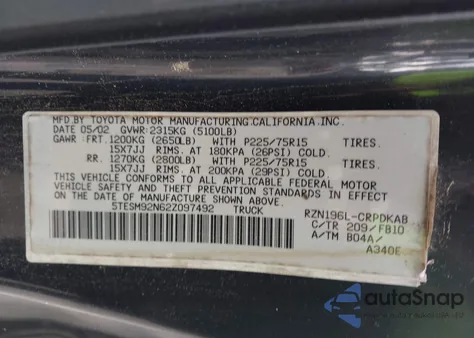 MFD.BY TOYOTA MOTOR MANUFACTURING,CALIFORNIA,INC.
DATE 05/02 GVWR:2315KG (5100LB)
GAWR : FRT.1200KG (2650LB) WITH P225/75R15 TIRES.
15X7JJ RIMS. AT 180KPA (26PSI) COLD.
RR. 1270KG (2800LB) WITH P225/75R15 TIRES.
15X7JJ RIMS. AT 200KPA (29PSI) COLD.
THIS VEHICLE CONFORMS TO ALL APPLICABLE FEDERAL MOTOR
VEHICLE SAFETY AND THEFT PREVENTION STANDARDS IN
EFFECT ON THE DATE OF MANUFACTURE SHOWN ABOVE.
5TESM92N62Z097492 TRUCK
RZN196L-CRPDKAB
C/TR 209/FB10
A/TM B04A/
A340E
autoSnap